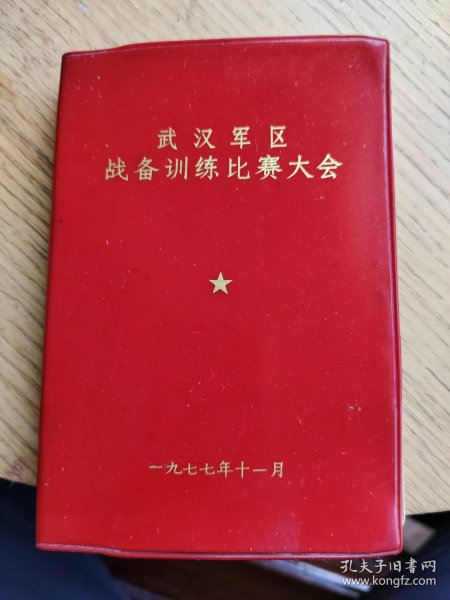 武汉军区
战备训练比赛大会
一九七七年十一月
孔夫子旧书网
www.kongfz.com